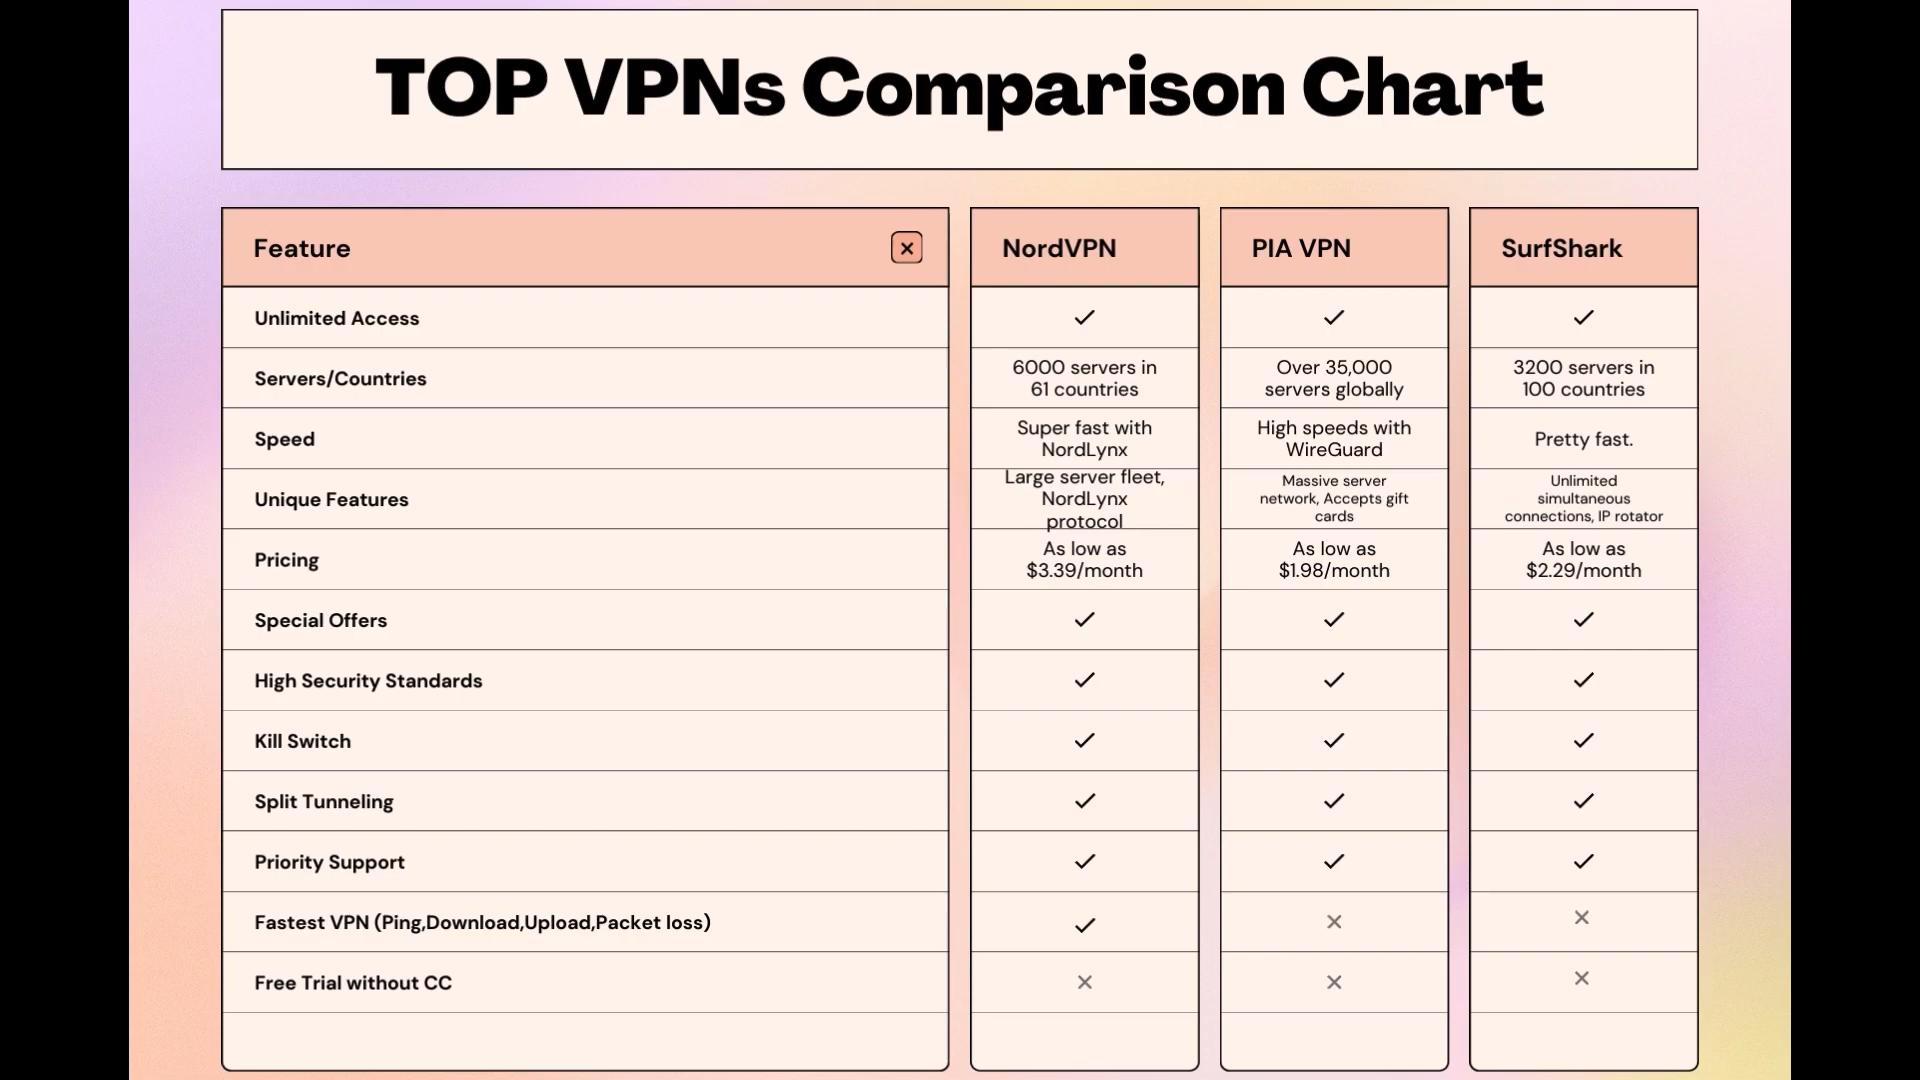 TOP VPNs Comparison Chart
Feature
NordVPN
PIA VPN
SurfShark
Unlimited Access
Servers/Countries
6000 servers in
61 countries
Over 35,000
servers globally
3200 servers in
100 countries
Speed
Super fast with
NordLynx
High speeds with
WireGuard
Pretty fast.
Unique Features
Large server fleet,
NordLynx
protocol
Massive server
network, Accepts gift
cards
Unlimited
simultaneous
connections, IP rotator
Pricing
As low as
$3.39/month
As low as
$1.98/month
As low as
$2.29/month
Special Offers
High Security Standards
Kill Switch
Split Tunneling
Priority Support
Fastest VPN (Ping,Download,Upload,Packet loss)
Free Trial without CC